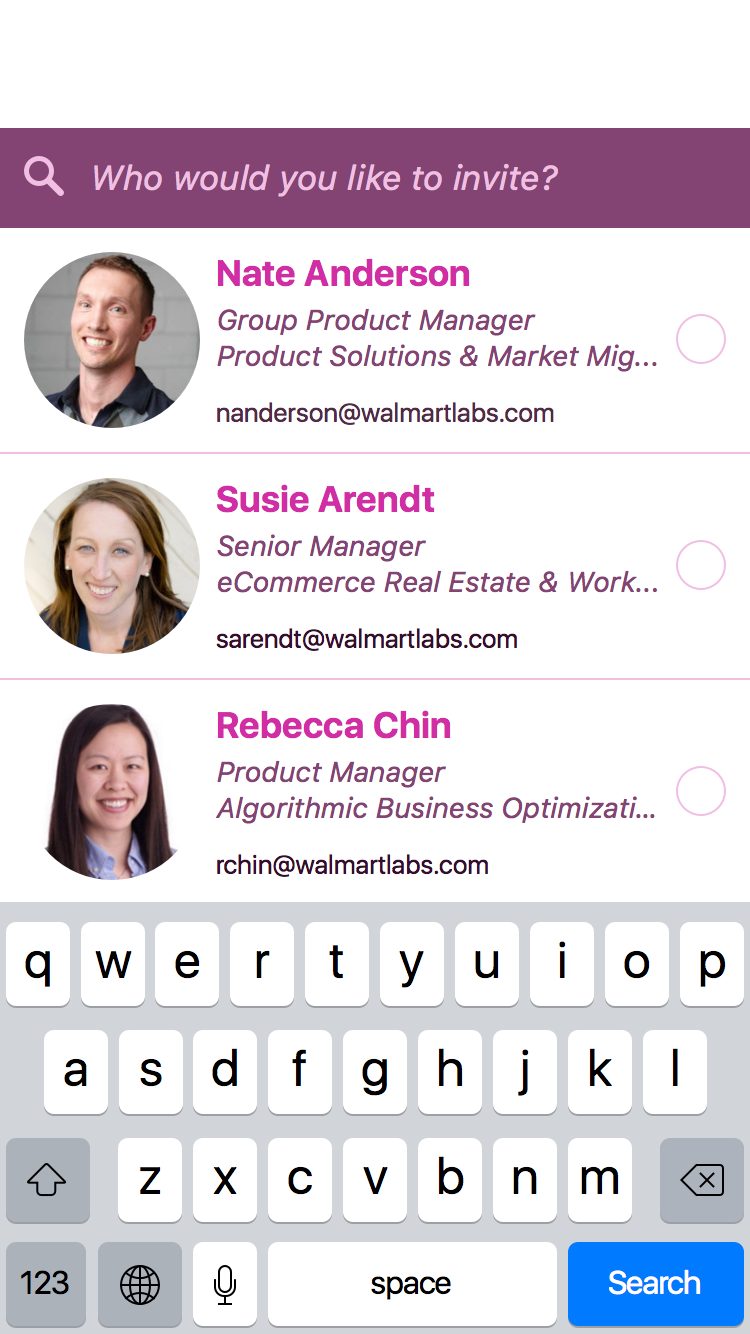 Who would you like to invite?
Nate Anderson
Group Product Manager
Product Solutions & Market Mig...
nanderson@walmartlabs.com
Susie Arendt
Senior Manager
eCommerce Real Estate & Work...
sarendt@walmartlabs.com
Rebecca Chin
Product Manager
Algorithmic Business Optimizati...
rchin@walmartlabs.com
q w e r t y u i o p
a s d f g h j k l
z x c v b n m
123 space Search